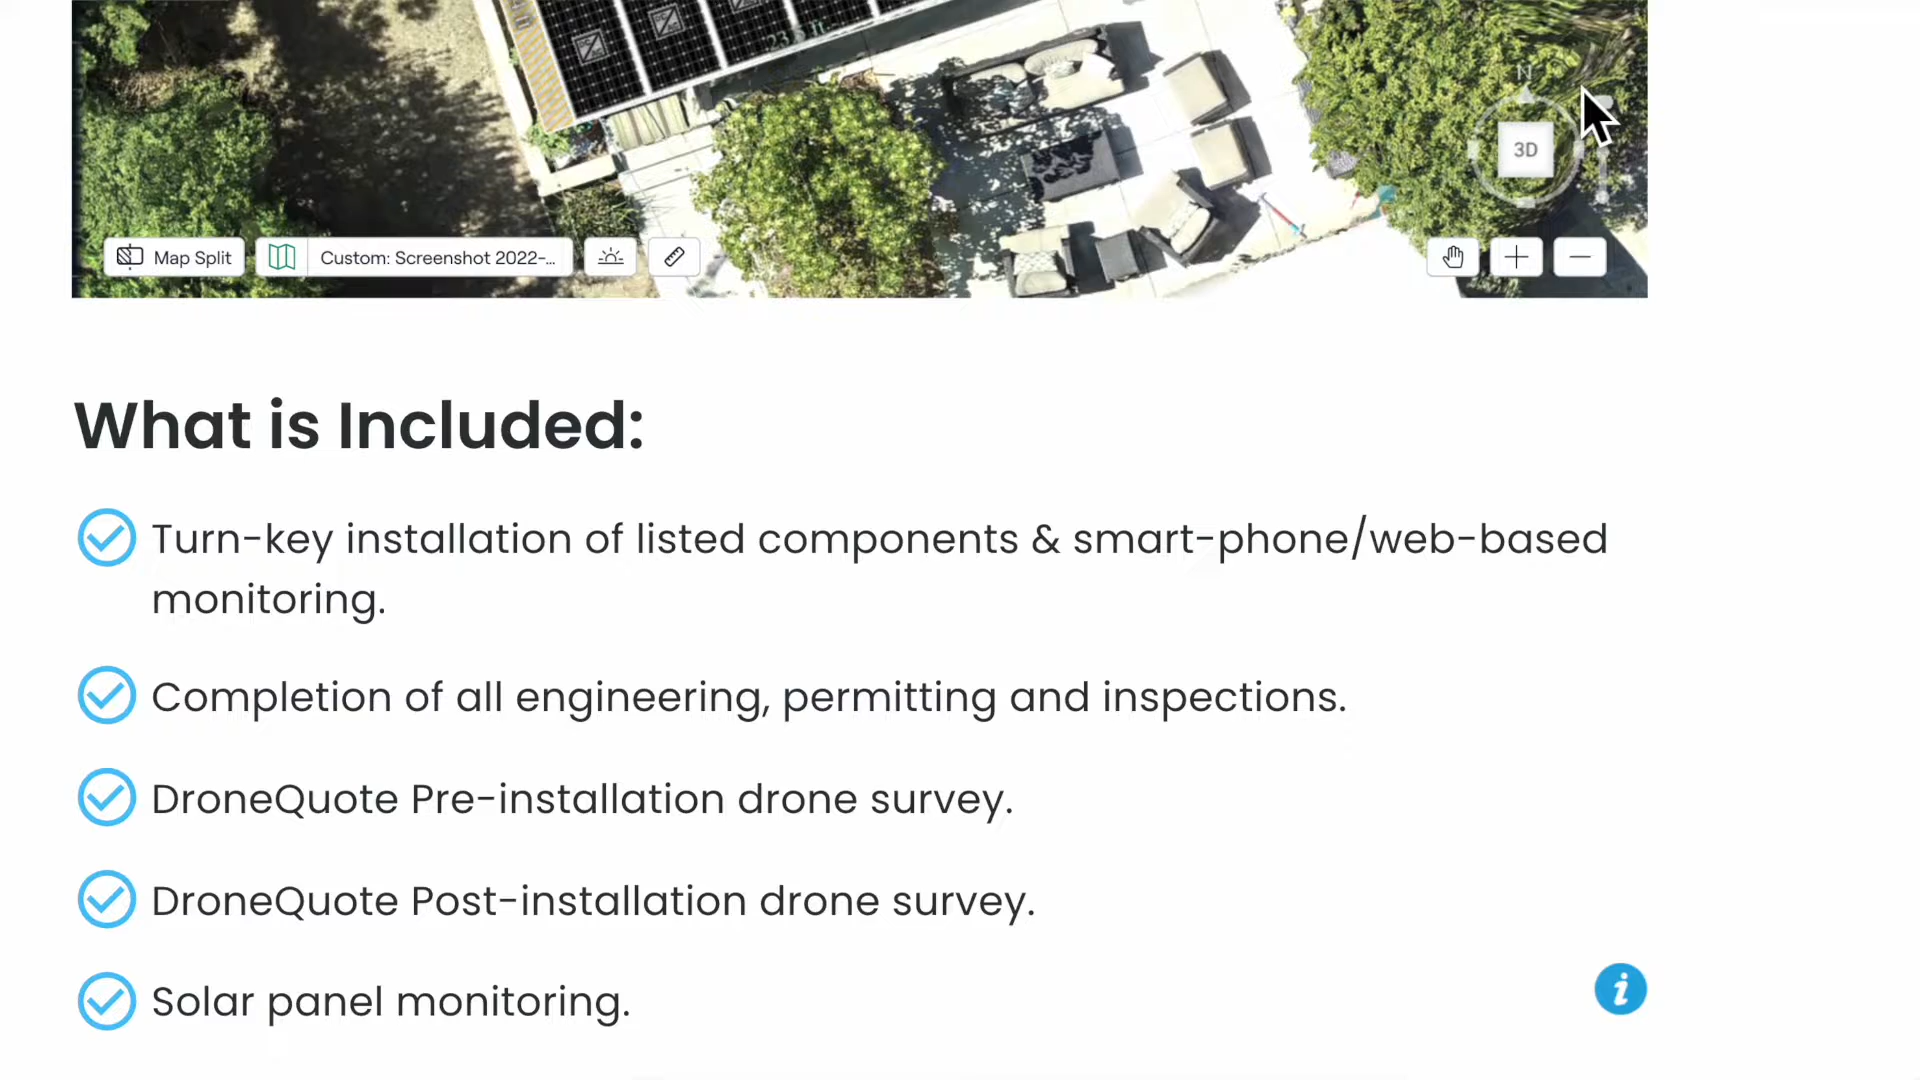 N
3D
Map Split
Custom: Screenshot 2022-...
What is Included:
Turn-key installation of listed components & smart-phone/web-based
monitoring.
Completion of all engineering, permitting and inspections.
DroneQuote Pre-installation drone survey.
DroneQuote Post-installation drone survey.
Solar panel monitoring.
i